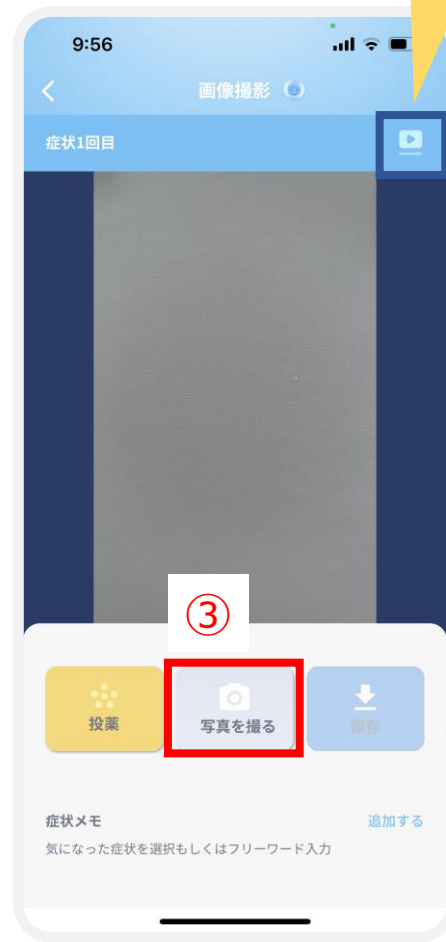 9:56
画像撮影
症状1回目
③
投薬
写真を撮る
保存
症状メモ
追加する
気になった症状を選択もしくはフリーワード入力